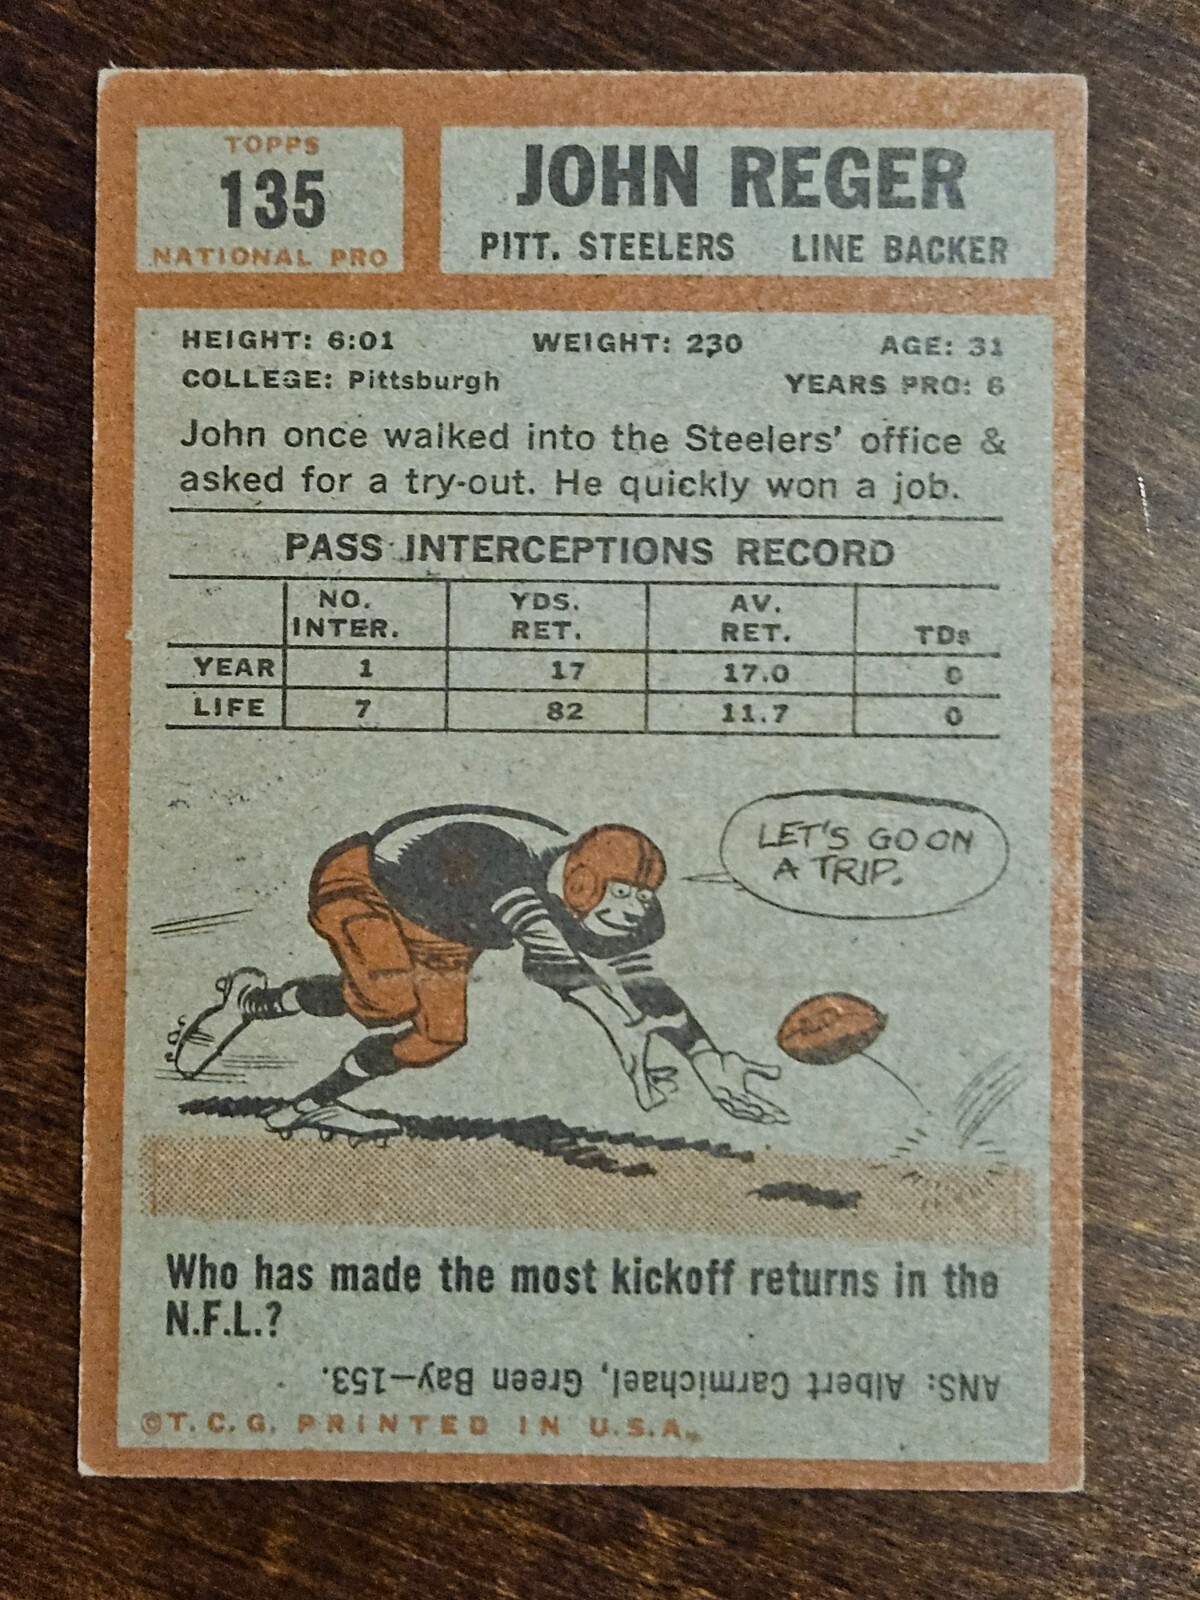 TOPPS
135
NATIONAL PRO
JOHN REGER
PITT. STEELERS LINE BACKER
HEIGHT: 6:01 WEIGHT: 230 AGE: 31
COLLEGE: Pittsburgh YEARS PRO: 6
John once walked into the Steelers' office &
asked for a try-out. He quickly won a job.
PASS INTERCEPTIONS RECORD
NO. INTER. YDS. RET. AV. RET. TDs
YEAR 1 17 17.0 0
LIFE 7 82 11.7 0
LET'S GO ON
A TRIP.
Who has made the most kickoff returns in the
N.F.L.?
ANS: Albert Carmichael, Green Bay—153.
©T.C.G. PRINTED IN U.S.A.